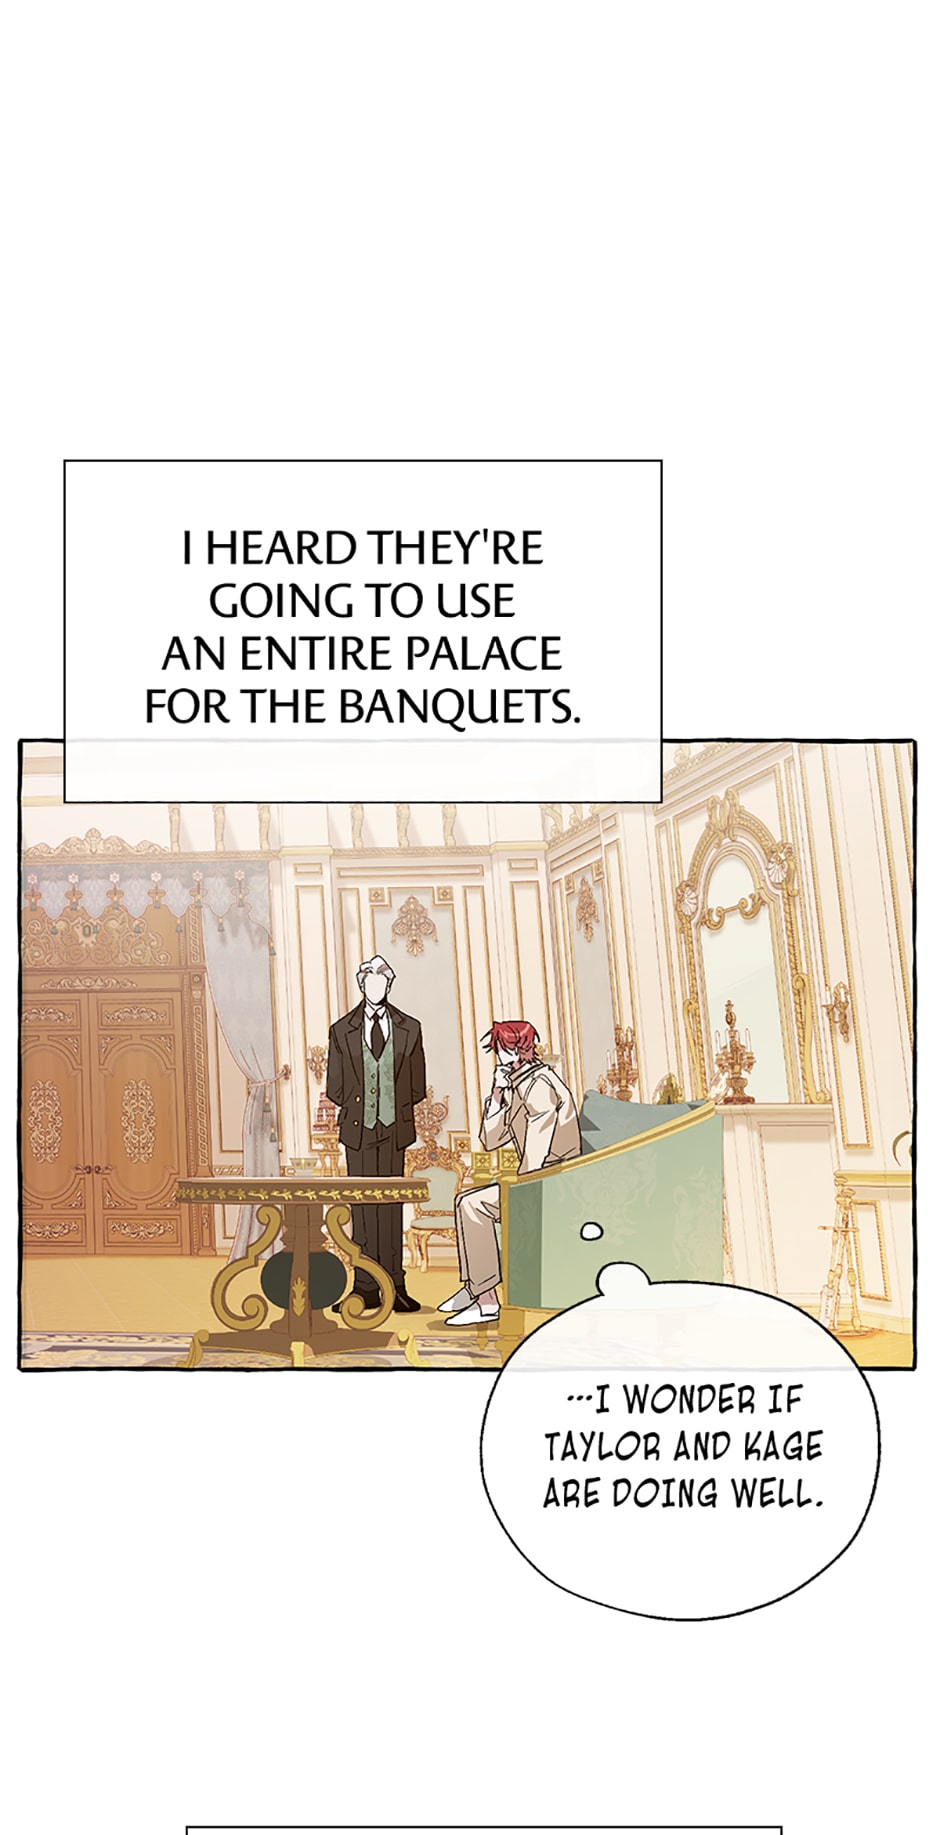 I HEARD THEY'RE
GOING TO USE
AN ENTIRE PALACE
FOR THE BANQUETS.
...I WONDER IF
TAYLOR AND KAGE
ARE DOING WELL.